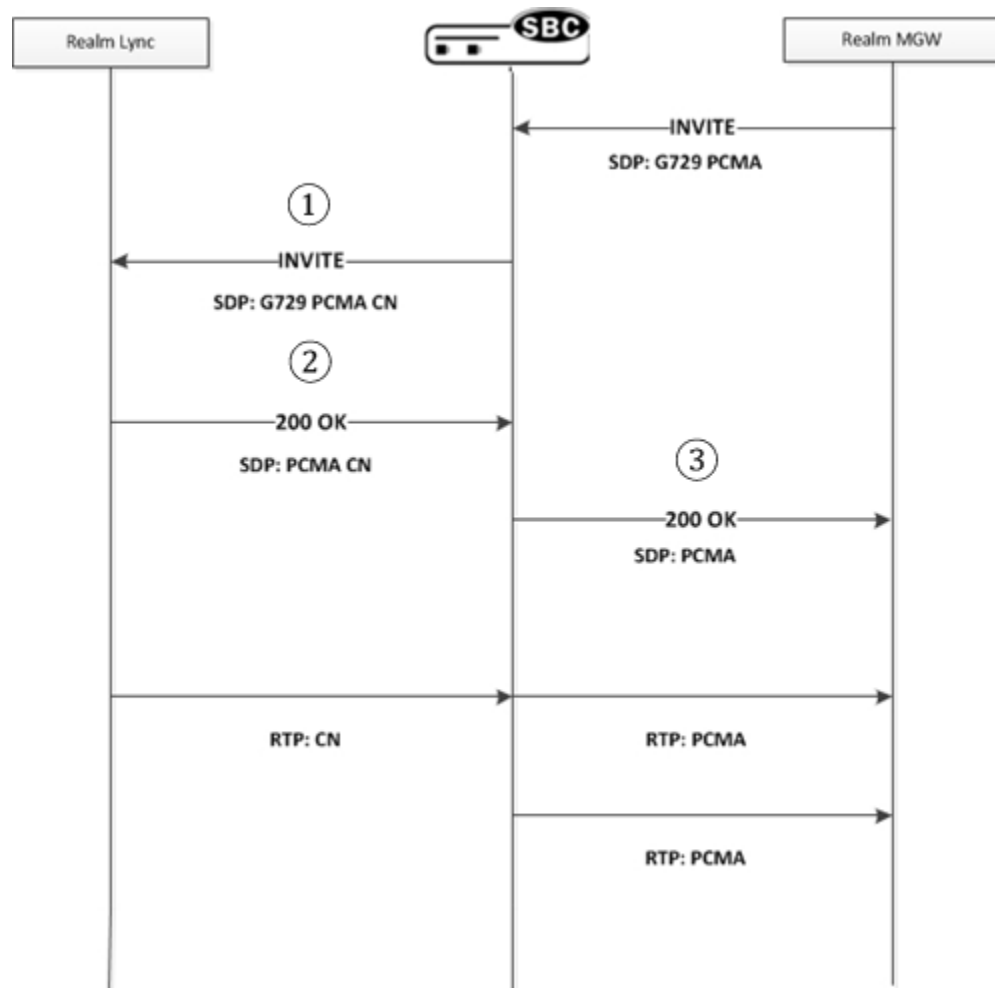 Realm Lync
SBC
Realm MGW
INVITE
SDP: G729 PCMA
1
INVITE
SDP: G729 PCMA CN
2
200 OK
SDP: PCMA CN
3
200 OK
SDP: PCMA
RTP: CN
RTP: PCMA
RTP: PCMA